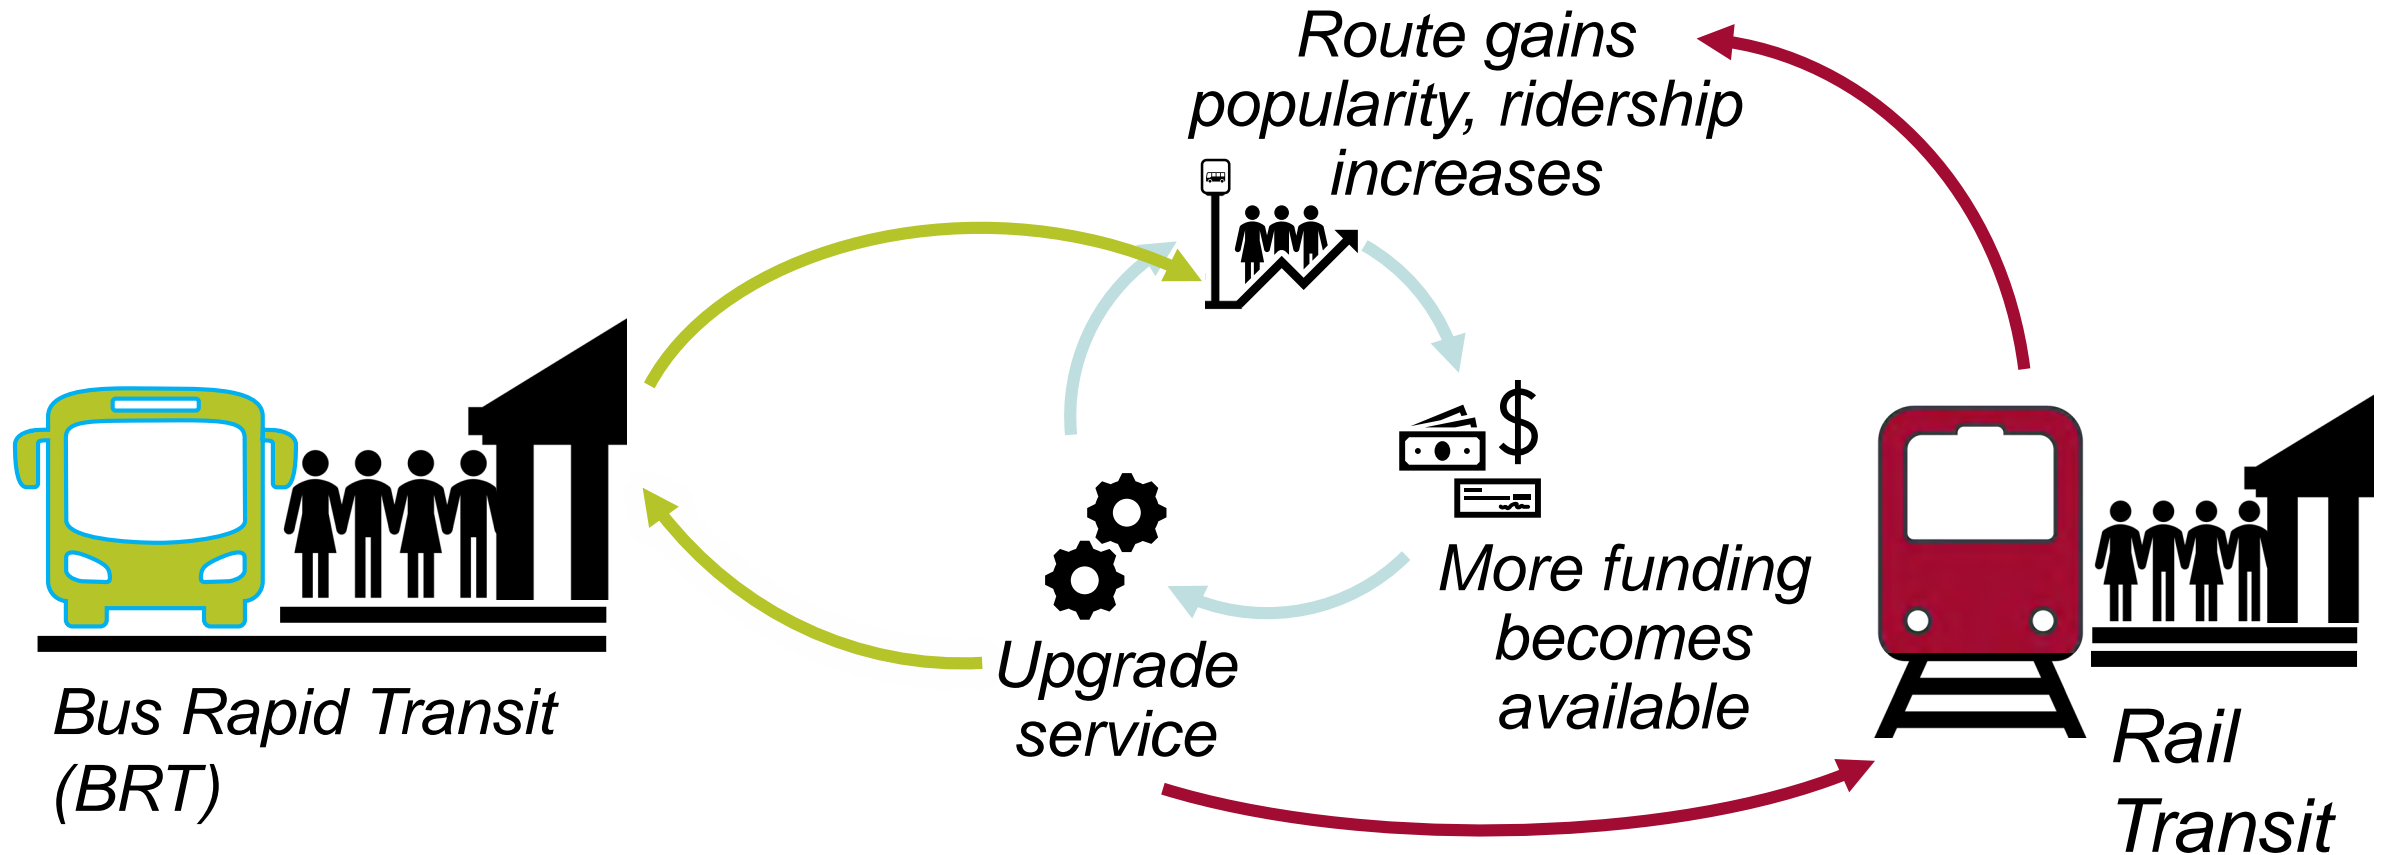 Route gains
popularity, ridership
increases
$
More funding
becomes
available
Upgrade
service
Bus Rapid Transit
(BRT)
Rail
Transit